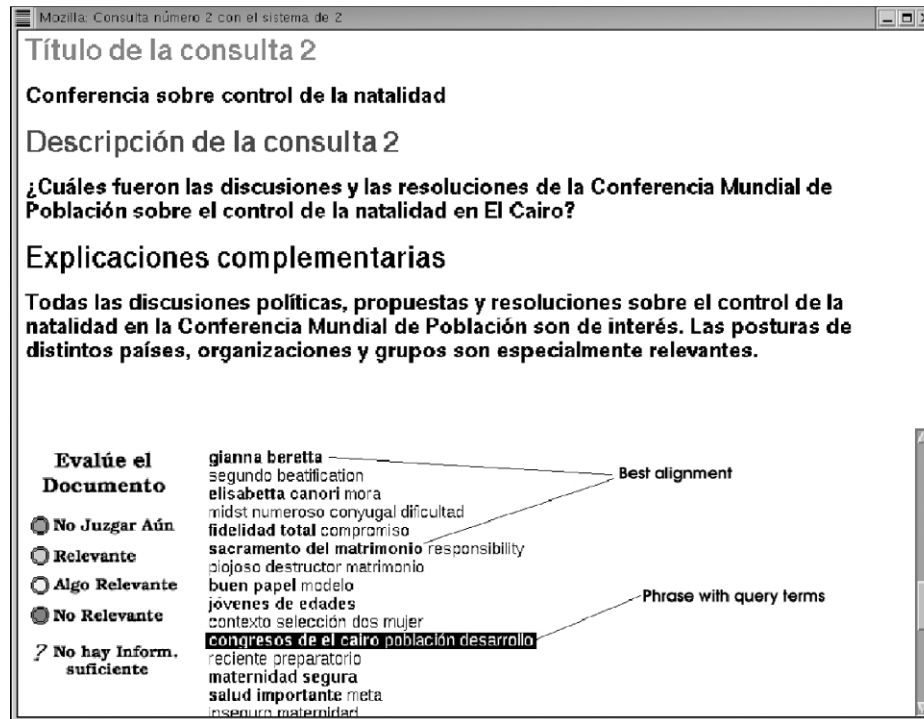 Mozilla: Consulta número 2 con el sistema de 2
Título de la consulta 2
Conferencia sobre control de la natalidad
Descripción de la consulta 2
¿Cuáles fueron las discusiones y las resoluciones de la Conferencia Mundial de
Población sobre el control de la natalidad en El Cairo?
Explicaciones complementarias
Todas las discusiones políticas, propuestas y resoluciones sobre el control de la
natalidad en la Conferencia Mundial de Población son de interés. Las posturas de
distintos países, organizaciones y grupos son especialmente relevantes.
Evalúe el
Documento
No Juzgar Aún
Relevante
Algo Relevante
No Relevante
? No hay Inform.
suficiente
gianna beretta
segundo beatification
elisabetta canori mora
midst numeroso conyugal dificultad
fidelidad total compromiso
sacramento del matrimonio responsibility
piojoso destructor matrimonio
buen papel modelo
jóvenes de edades
contexto selección dos mujer
congresos de el cairo población desarrollo
reciente preparatorio
maternidad segura
salud importante meta
inseguro maternidad
Best alignment
Phrase with query terms